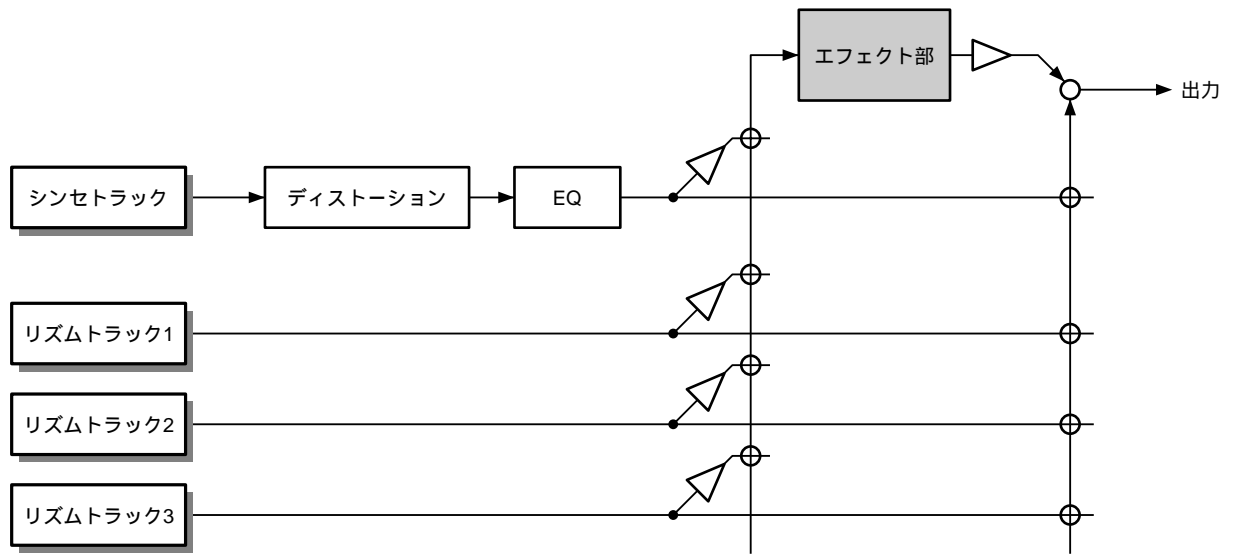 エフェクト部
出力
シンセトラック
ディストーション
EQ
リズムトラック1
リズムトラック2
リズムトラック3